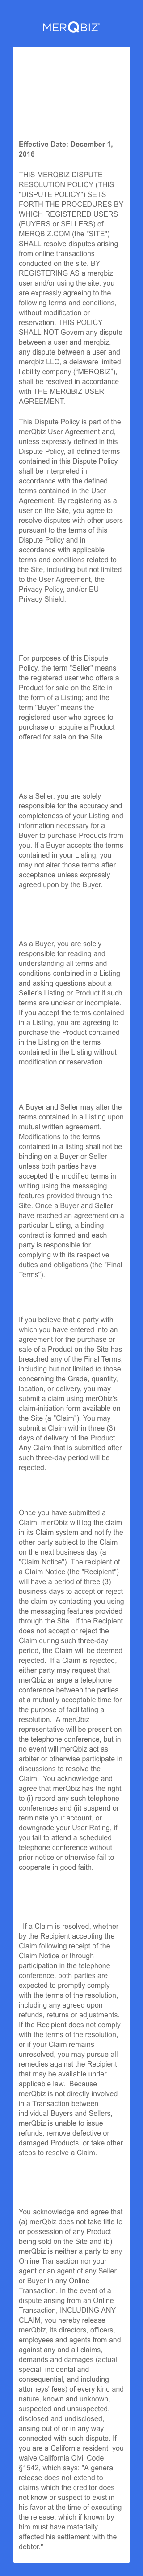 MERQBIZ
Effective Date: December 1,
2016
THIS MERQBIZ DISPUTE
RESOLUTION POLICY (THIS
"DISPUTE POLICY") SETS
FORTH THE PROCEDURES BY
WHICH REGISTERED USERS
(BUYERS or SELLERS) of
MERQBIZ.COM (the "SITE")
SHALL resolve disputes arising
from online transactions
conducted on the site. BY
REGISTERING AS a merqbiz
user and/or using the site, you
are expressly agreeing to the
following terms and conditions,
without modification or
reservation. THIS POLICY
SHALL NOT Govern any dispute
between a user and merqbiz.
any dispute between a user and
merqbiz LLC, a delaware limited
liability company ("MERQBIZ"),
shall be resolved in accordance
with THE MERQBIZ USER
AGREEMENT.
This Dispute Policy is part of the
merQbiz User Agreement and,
unless expressly defined in this
Dispute Policy, all defined terms
contained in this Dispute Policy
shall be interpreted in
accordance with the defined
terms contained in the User
Agreement. By registering as a
user on the Site, you agree to
resolve disputes with other users
pursuant to the terms of this
Dispute Policy and in
accordance with applicable
terms and conditions related to
the Site, including but not limited
to the User Agreement, the
Privacy Policy, and/or EU
Privacy Shield.
For purposes of this Dispute
Policy, the term "Seller" means
the registered user who offers a
Product for sale on the Site in
the form of a Listing; and the
term "Buyer" means the
registered user who agrees to
purchase or acquire a Product
offered for sale on the Site.
As a Seller, you are solely
responsible for the accuracy and
completeness of your Listing and
information necessary for a
Buyer to purchase Products from
you. If a Buyer accepts the terms
contained in your Listing, you
may not alter those terms after
acceptance unless expressly
agreed upon by the Buyer.
As a Buyer, you are solely
responsible for reading and
understanding all terms and
conditions contained in a Listing
and asking questions about a
Seller's Listing or Product if such
terms are unclear or incomplete.
If you accept the terms contained
in a Listing, you are agreeing to
purchase the Product contained
in the Listing on the terms
contained in the Listing without
modification or reservation.
A Buyer and Seller may alter the
terms contained in a Listing upon
mutual written agreement.
Modifications to the terms
contained in a listing shall not be
binding on a Buyer or Seller
unless both parties have
accepted the modified terms in
writing using the messaging
features provided through the
Site. Once a Buyer and Seller
have reached an agreement on a
particular Listing, a binding
contract is formed and each
party is responsible for
complying with its respective
duties and obligations (the "Final
Terms").
If you believe that a party with
which you have entered into an
agreement for the purchase or
sale of a Product on the Site has
breached any of the Final Terms,
including but not limited to those
concerning the Grade, quantity,
location, or delivery, you may
submit a claim using merQbiz's
claim-initiation form available on
the Site (a "Claim"). You may
submit a Claim within three (3)
days of delivery of the Product.
Any Claim that is submitted after
such three-day period will be
rejected.
Once you have submitted a
Claim, merQbiz will log the claim
in its Claim system and notify the
other party subject to the Claim
on the next business day (a
"Claim Notice"). The recipient of
a Claim Notice (the "Recipient")
will have a period of three (3)
business days to accept or reject
the claim by contacting you using
the messaging features provided
through the Site. If the Recipient
does not accept or reject the
Claim during such three-day
period, the Claim will be deemed
rejected. If a Claim is rejected,
either party may request that
merQbiz arrange a telephone
conference between the parties
at a mutually acceptable time for
the purpose of facilitating a
resolution. A merQbiz
representative will be present on
the telephone conference, but in
no event will merQbiz act as
arbiter or otherwise participate in
discussions to resolve the
Claim. You acknowledge and
agree that merQbiz has the right
to (i) record any such telephone
conferences and (ii) suspend or
terminate your account, or
downgrade your User Rating, if
you fail to attend a scheduled
telephone conference without
prior notice or otherwise fail to
cooperate in good faith.
If a Claim is resolved, whether
by the Recipient accepting the
Claim following receipt of the
Claim Notice or through
participation in the telephone
conference, both parties are
expected to promptly comply
with the terms of the resolution,
including any agreed upon
refunds, returns or adjustments.
If the Recipient does not comply
with the terms of the resolution,
or if your Claim remains
unresolved, you may pursue all
remedies against the Recipient
that may be available under
applicable law. Because
merQbiz is not directly involved
in a Transaction between
individual Buyers and Sellers,
merQbiz is unable to issue
refunds, remove defective or
damaged Products, or take other
steps to resolve a Claim.
You acknowledge and agree that
(a) merQbiz does not take title to
or possession of any Product
being sold on the Site and (b)
merQbiz is neither a party to any
Online Transaction nor your
agent or an agent of any Seller
or Buyer in any Online
Transaction. In the event of a
dispute arising from an Online
Transaction, INCLUDING ANY
CLAIM, you hereby release
merQbiz, its directors, officers,
employees and agents from and
against any and all claims,
demands and damages (actual,
special, incidental and
consequential, and including
attorneys' fees) of every kind and
nature, known and unknown,
suspected and unsuspected,
disclosed and undisclosed,
arising out of or in any way
connected with such dispute. If
you are a California resident, you
waive California Civil Code
§1542, which says: "A general
release does not extend to
claims which the creditor does
not know or suspect to exist in
his favor at the time of executing
the release, which if known by
him must have materially
affected his settlement with the
debtor."